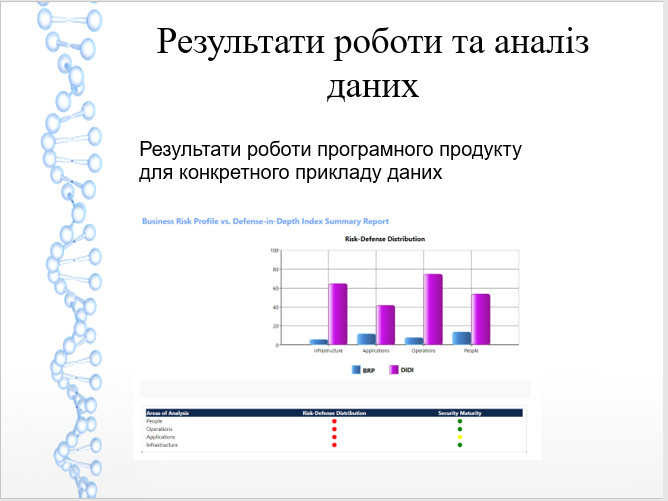 Результати роботи та аналіз
даних
Результати роботи програмного продукту
для конкретного прикладу даних
Business Risk Profile vs. Defense-in-Depth Index Summary Report
Risk-Defense Distribution
100
80
60
40
20
0
Infrastructure Applications Operations People
BRP DiDI
Areas of Analysis Risk-Defense Distribution Security Maturity
People
Operations
Applications
Infrastructure